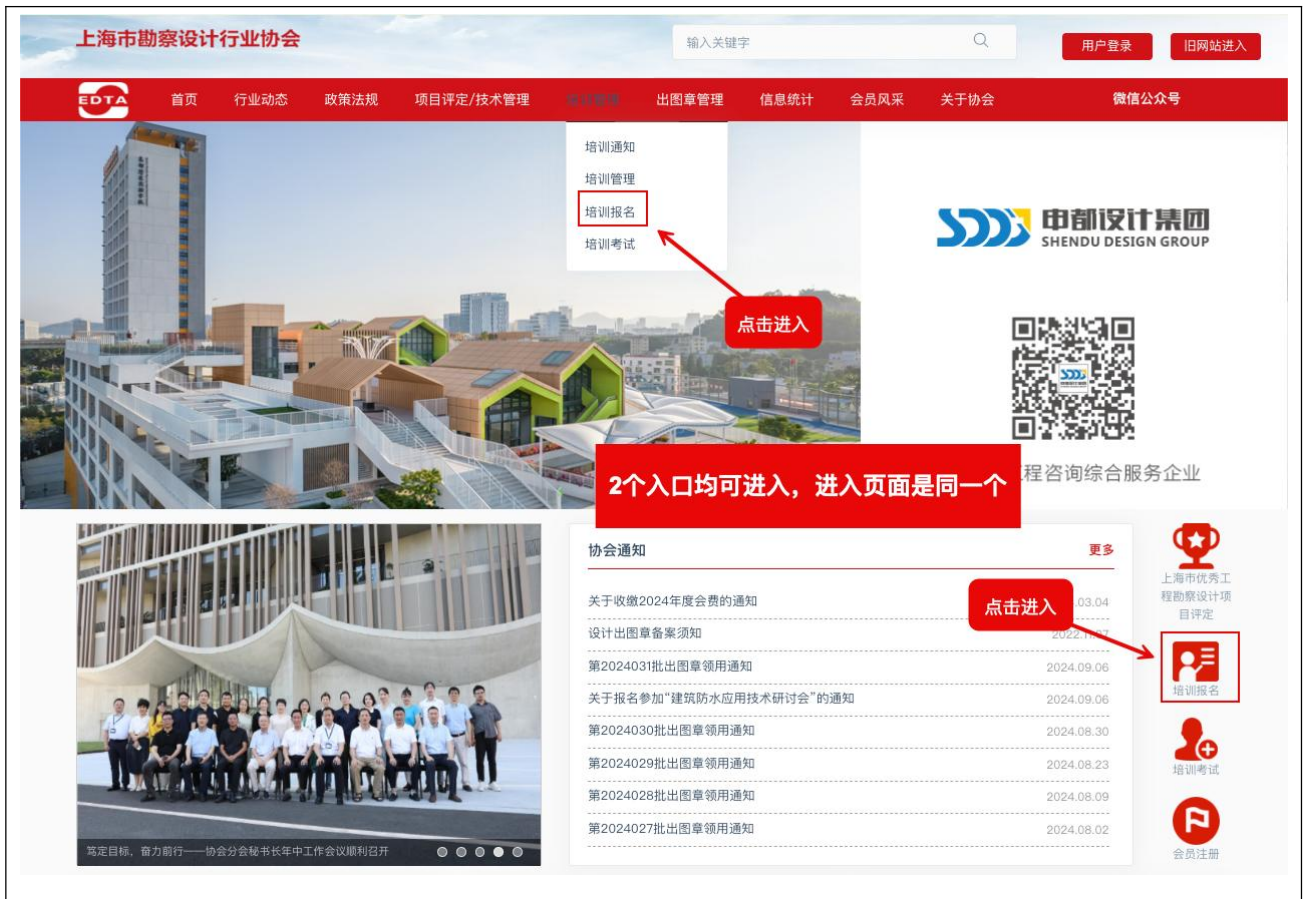 上海市勘察设计行业协会
输入关键字
用户登录
旧网站进入
EDTA
首页
行业动态
政策法规
项目评定/技术管理
培训管理
出图章管理
信息统计
会员风采
关于协会
微信公众号
培训通知
培训管理
培训报名
培训考试
点击进入
申都设计集团
SHENDU DESIGN GROUP
2个入口均可进入，进入页面是同一个
程咨询综合服务企业
协会通知
更多
关于收缴2024年度会费的通知
.03.04
设计出图章备案须知
第2024031批出图章领用通知
2024.09.06
关于报名参加“建筑防水应用技术研讨会”的通知
2024.09.06
第2024030批出图章领用通知
2024.08.30
第2024029批出图章领用通知
2024.08.23
第2024028批出图章领用通知
2024.08.09
第2024027批出图章领用通知
2024.08.02
点击进入
上海市优秀工
程勘察设计项
目评定
培训报名
培训考试
会员注册
笃定目标，奋力前行——协会分会秘书长年中工作会议顺利召开